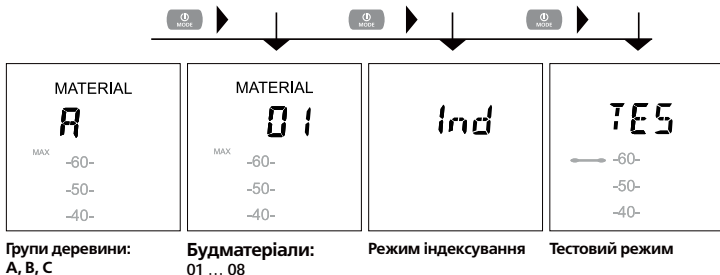 MODE MODE MODE
MATERIAL
A
MAX
-60-
-50-
-40-
MATERIAL
01
MAX
-60-
-50-
-40-
Ind
TES
-60-
-50-
-40-
Групи деревини:
A, B, C
Будматеріали:
01 … 08
Режим індексування
Тестовий режим